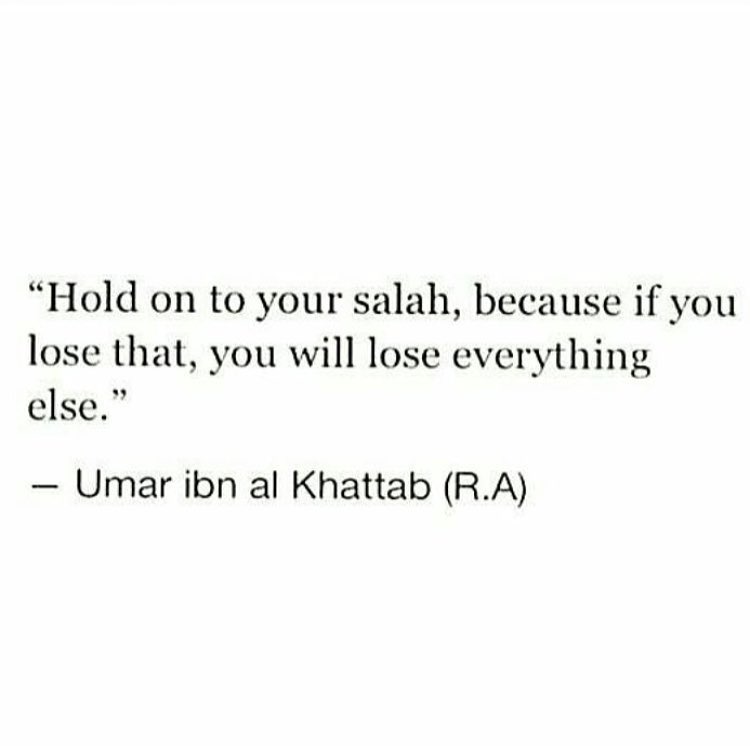 “Hold on to your salah, because if you
lose that, you will lose everything
else.”
— Umar ibn al Khattab (R.A)